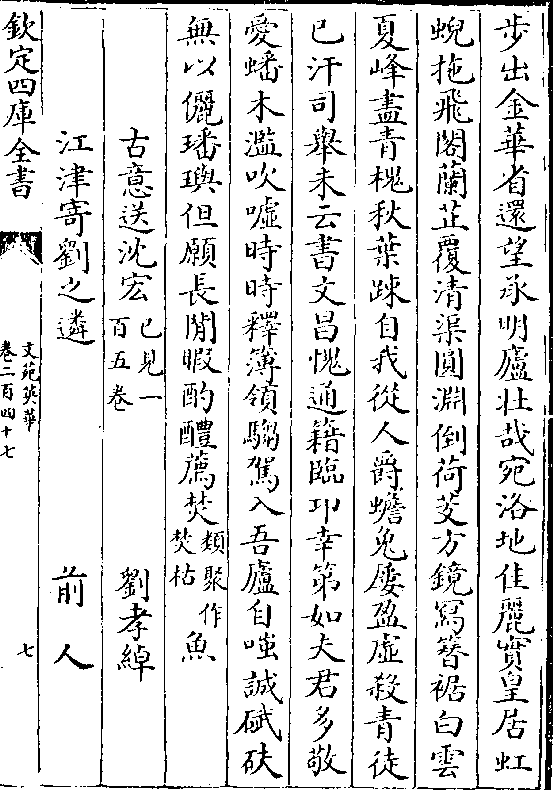 步出金華省還望承明廬壯哉宛洛地佳麗實皇居虹
蜺拖飛閣蘭芷覆清渠圓淵倒荷芰方鏡寫簪裾白雲
夏峰盡青槐秋葉踈自我從人爵蟾兔屢盈虛殺青徒
已汗司舉未云書文昌愧通籍臨卭幸第如夫君多敬
愛蟠木濫吹噓時時釋簿領騶駕入吾廬自嗤誠碔砆
無以儷璠璵但願長閒暇酌醴薦焚類聚作焚枯魚
古意送沈宏已見一百五卷 劉孝綽
江津寄劉之遴 前人
欽定四庫全書
文苑英華
卷二百四十七
七